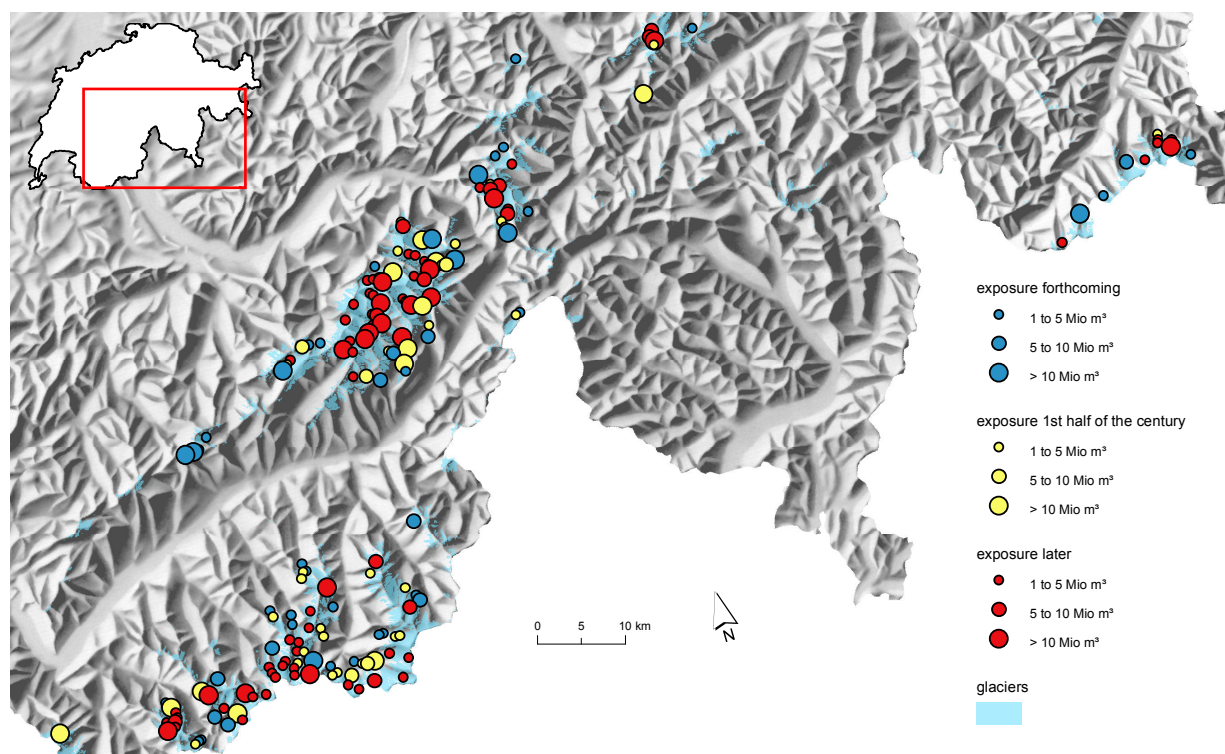 exposure forthcoming
1 to 5 Mio m³
5 to 10 Mio m³
> 10 Mio m³
exposure 1st half of the century
1 to 5 Mio m³
5 to 10 Mio m³
> 10 Mio m³
exposure later
1 to 5 Mio m³
5 to 10 Mio m³
> 10 Mio m³
glaciers
0 5 10 km
N